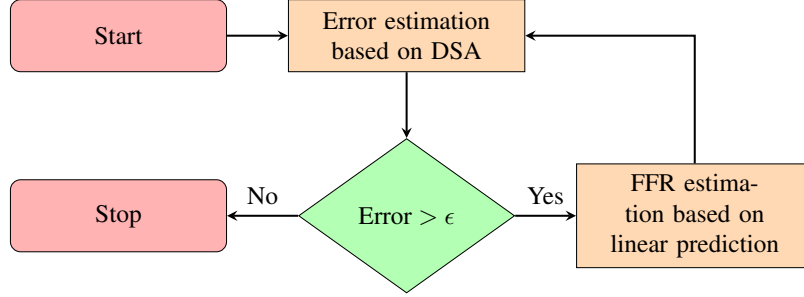 Start
Error estimation
based on DSA
Stop
No
Error > ϵ
Yes
FFR estima-
tion based on
linear prediction